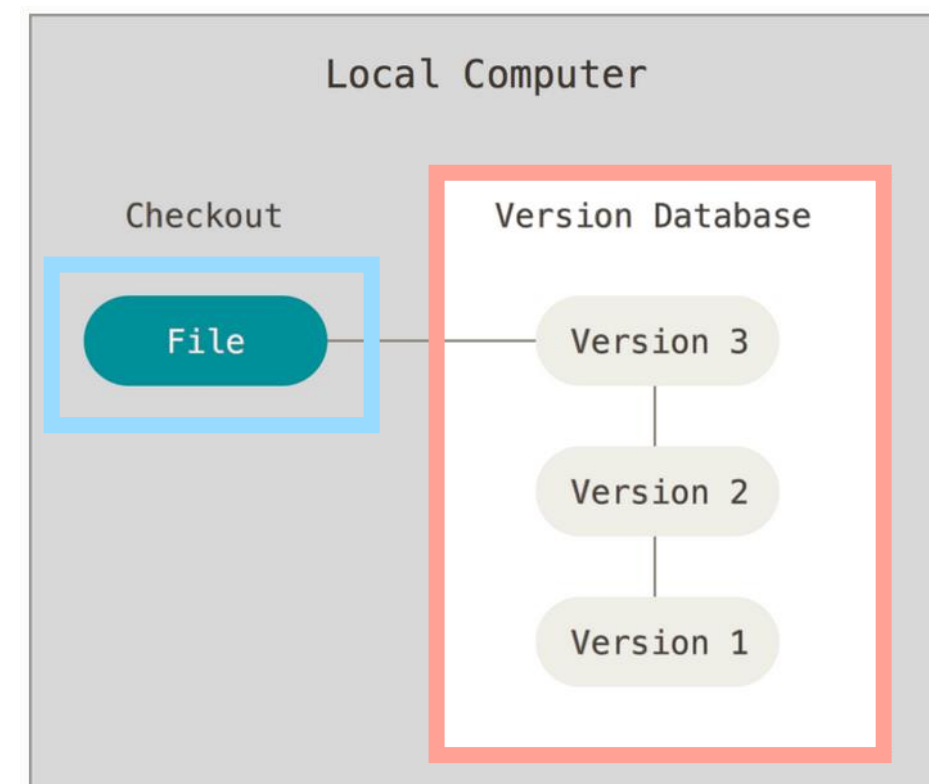 Local Computer
Checkout
Version Database
File
Version 3
Version 2
Version 1